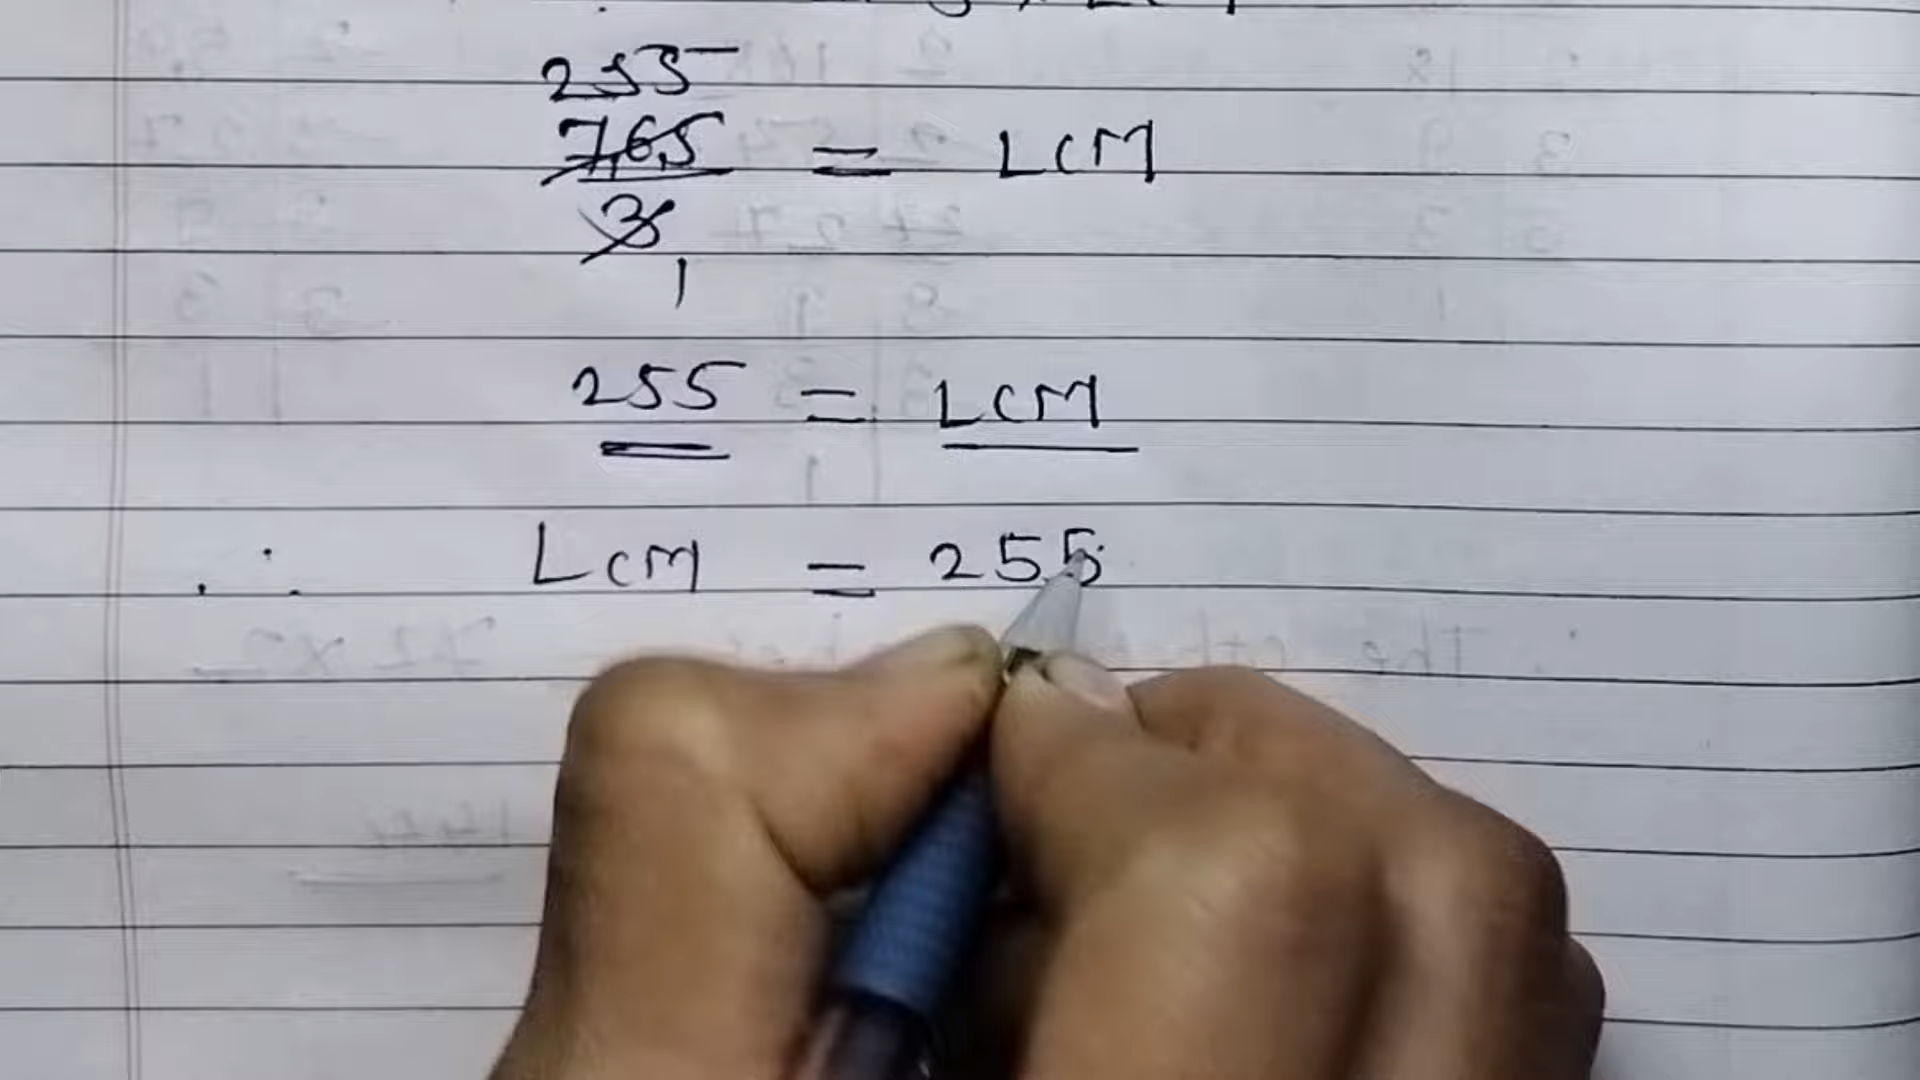 255
765 = LCM
3
1
255 = LCM
∴ LCM = 255